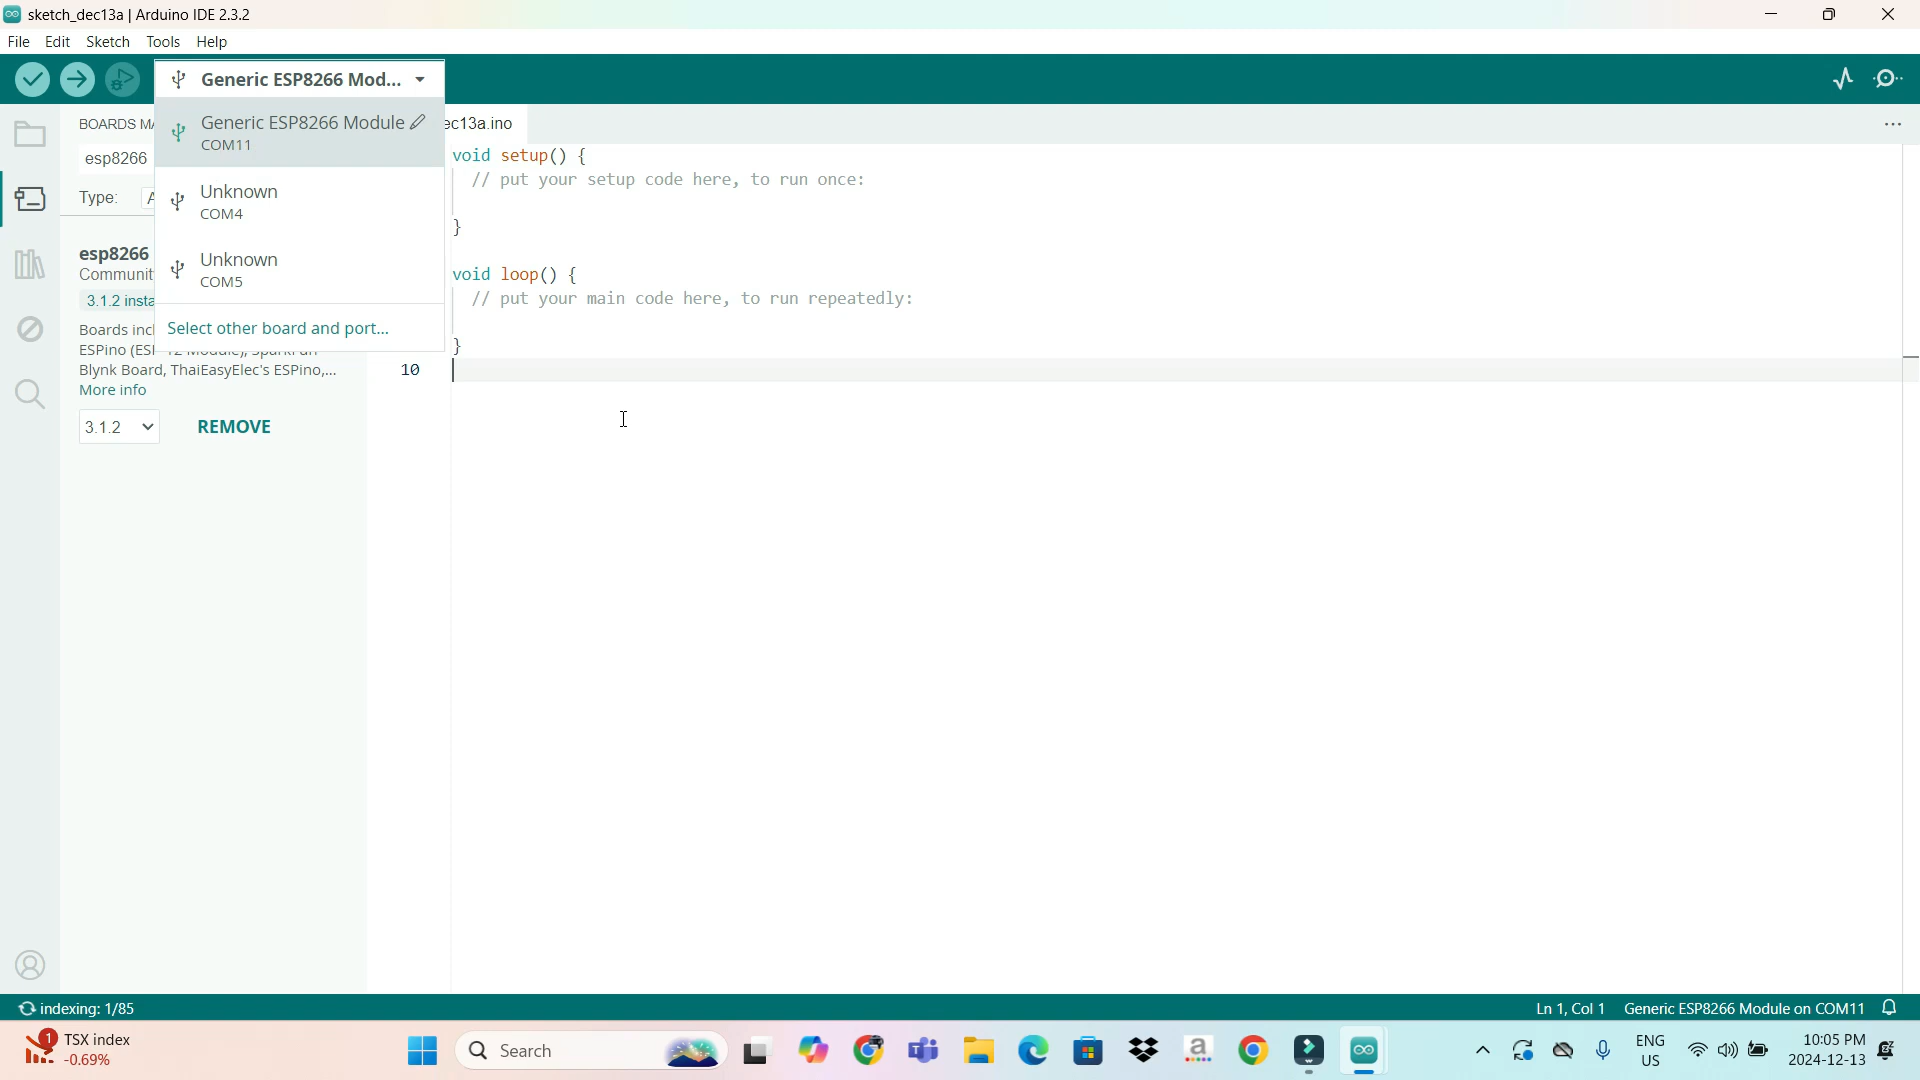 sketch_dec13a | Arduino IDE 2.3.2
File Edit Sketch Tools Help
Generic ESP8266 Mod...
BOARDS MA
Generic ESP8266 Module
COM11
ec13a.ino
esp8266
Type:
Unknown
COM4
Unknown
COM5
Select other board and port...
esp8266
Communit
3.1.2 insta
Boards incl
ESPino (ESP-12 Module), SparkFun
Blynk Board, ThaiEasyElec's ESPino,...
More info
3.1.2
REMOVE
void setup() {
// put your setup code here, to run once:
}
void loop() {
// put your main code here, to run repeatedly:
}
10
indexing: 1/85
Ln 1, Col 1 Generic ESP8266 Module on COM11
1
TSX index
-0.69%
Search
ENG
US
10:05 PM
2024-12-13